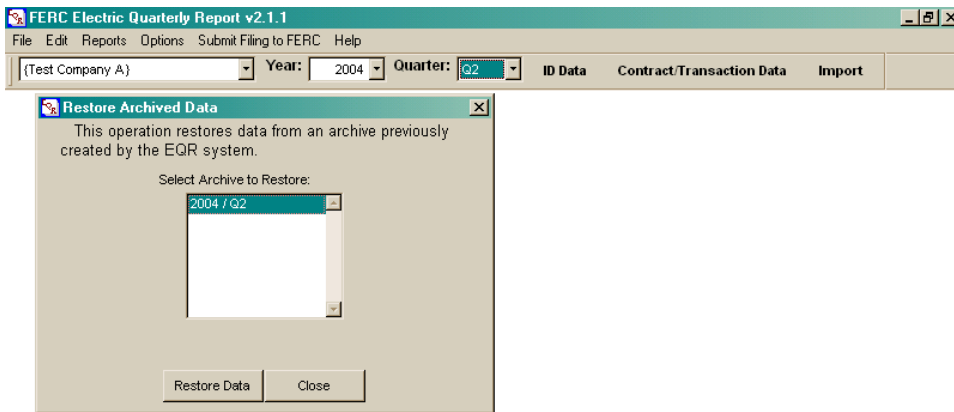 FERC Electric Quarterly Report v2.1.1
File Edit Reports Options Submit Filing to FERC Help
{Test Company A} Year: 2004 Quarter: Q2 ID Data Contract/Transaction Data Import
Restore Archived Data
This operation restores data from an archive previously
created by the EQR system.
Select Archive to Restore:
2004 / Q2
Restore Data Close